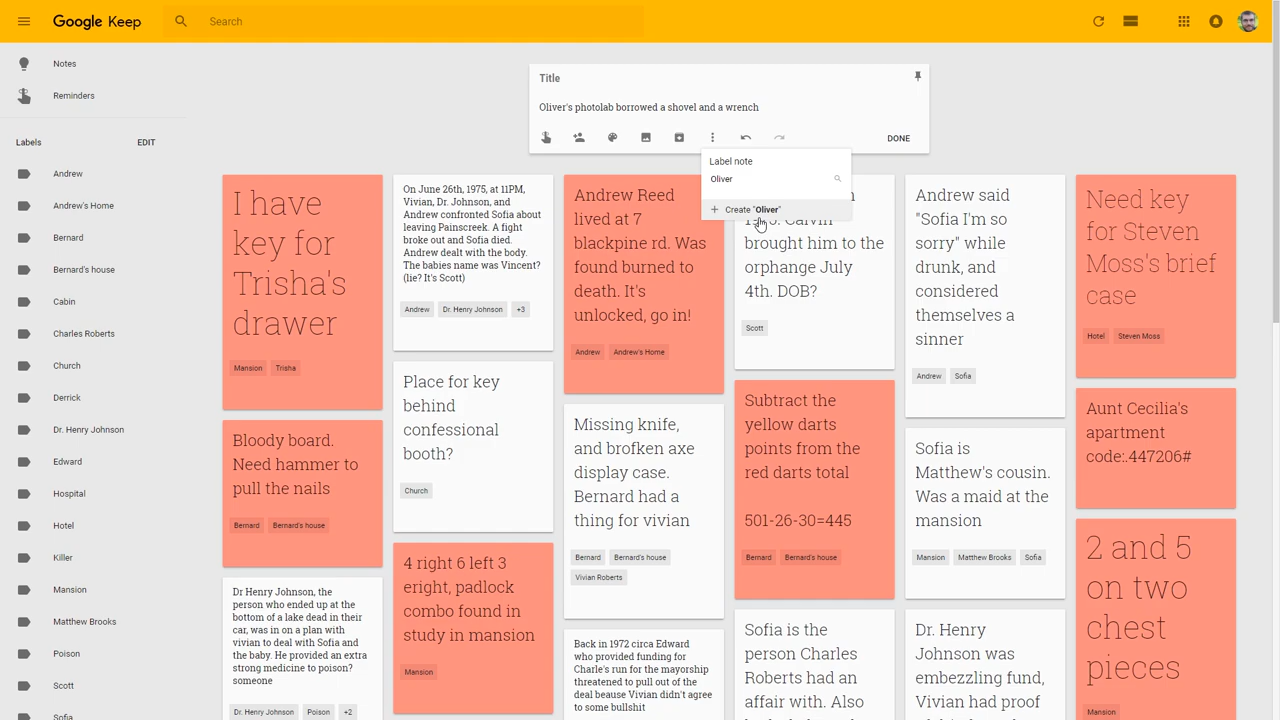 Google Keep
Search
Notes
Reminders
Labels
EDIT
Andrew
Andrew's Home
Bernard
Bernard's house
Cabin
Charles Roberts
Church
Derrick
Dr. Henry Johnson
Edward
Hospital
Hotel
Killer
Mansion
Matthew Brooks
Poison
Scott
Sofia
Title
Oliver's photolab borrowed a shovel and a wrench
DONE
Label note
Oliver
Create "Oliver"
I have
key for
Trisha's
drawer
Mansion
Trisha
Bloody board.
Need hammer to
pull the nails
Bernard
Bernard's house
Dr Henry Johnson, the
person who ended up at the
bottom of a lake dead in their
car, was in on a plan with
vivian to deal with Sofia and
the baby. He provided an extra
strong medicine to poison?
someone
Dr. Henry Johnson
Poison
+2
On June 26th, 1975, at 11PM,
Vivian, Dr. Johnson, and
Andrew confronted Sofia about
leaving Painscreek. A fight
broke out and Sofia died.
Andrew dealt with the body.
The babies name was Vincent?
(lie? It's Scott)
Andrew
Dr. Henry Johnson
+3
Place for key
behind
confessional
booth?
Church
4 right 6 left 3
eright, padlock
combo found in
study in mansion
Mansion
Andrew Reed
lived at 7
blackpine rd. Was
found burned to
death. It's
unlocked, go in!
Andrew
Andrew's Home
Missing knife,
and brofken axe
display case.
Bernard had a
thing for vivian
Bernard
Bernard's house
Vivian Roberts
Back in 1972 circa Edward
who provided funding for
Charle's run for the mayorship
threatened to pull out of the
deal beause Vivian didn't agree
to some bullshit
brought him to the
orphange July
4th. DOB?
Scott
Subtract the
yellow darts
points from the
red darts total
501-26-30=445
Bernard
Bernard's house
Sofia is the
person Charles
Roberts had an
affair with. Also
Andrew said
"Sofia I'm so
sorry" while
drunk, and
considered
themselves a
sinner
Andrew
Sofia
Sofia is
Matthew's cousin.
Was a maid at the
mansion
Mansion
Matthew Brooks
Sofia
Dr. Henry
Johnson was
embezzling fund,
Vivian had proof
Need key
for Steven
Moss's brief
case
Hotel
Steven Moss
Aunt Cecilia's
apartment
code:.447206#
2 and 5
on two
chest
pieces
Mansion